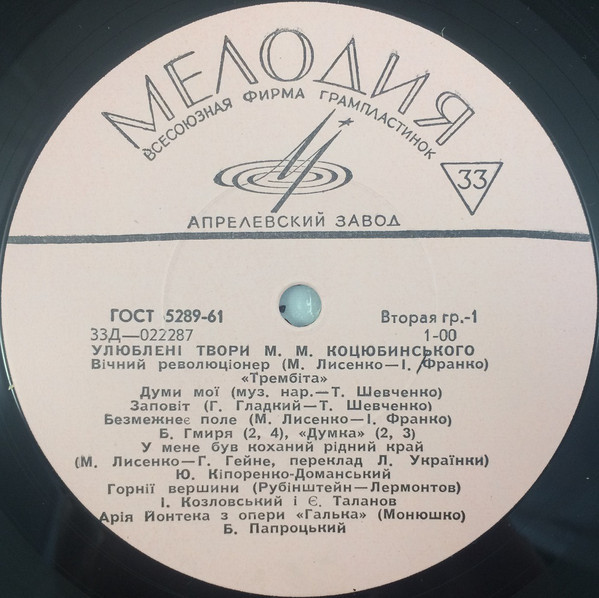 МЕЛОДИЯ
ВСЕСОЮЗНАЯ ФИРМА ГРАМПЛАСТИНОК
33
АПРЕЛЕВСКИЙ ЗАВОД
ГОСТ 5289-61 Вторая гр.-1
33Д—022287 1-00
УЛЮБЛЕНІ ТВОРИ М. М. КОЦЮБИНСЬКОГО
Вічний революціонер (М. Лисенко—І. Франко)
«Трембіта»
Думи мої (муз. нар.—Т. Шевченко)
Заповіт (Г. Гладкий—Т. Шевченко)
Безмежнеє поле (М. Лисенко—І. Франко)
Б. Гмиря (2, 4), «Думка» (2, 3)
У мене був коханий рідний край
(М. Лисенко—Г. Гейне, переклад Л. Українки)
Ю. Кіпоренко-Доманський
Горнії вершини (Рубінштейн—Лермонтов)
І. Козловський і Є. Таланов
Арія Йонтека з опери «Галька» (Монюшко)
Б. Папроцький